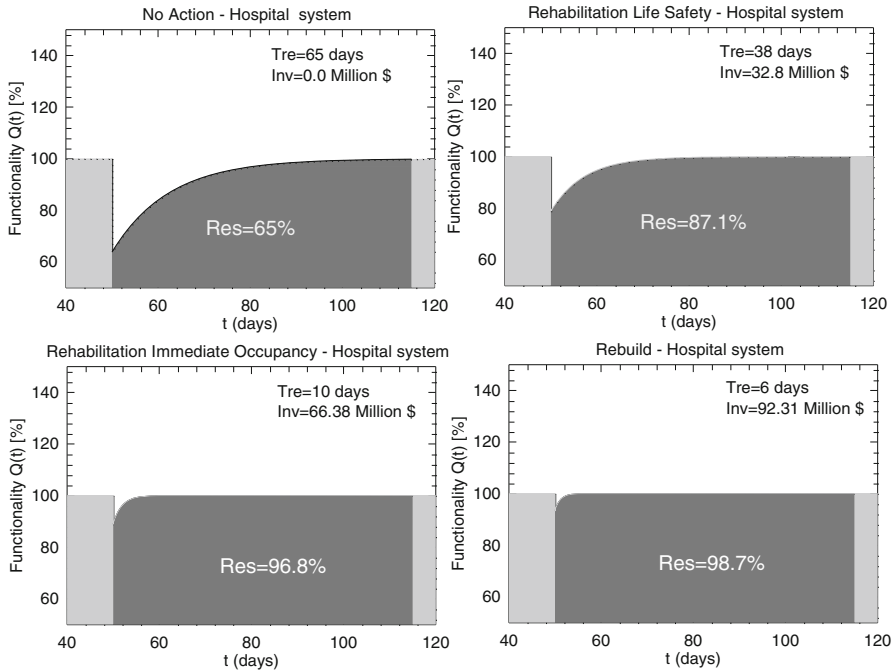 No Action - Hospital system
Tre=65 days
Inv=0.0 Million $
Functionality Q(t) [%]
140
120
100
80
60
Res=65%
40 60 80 100 120
t (days)
Rehabilitation Life Safety - Hospital system
Tre=38 days
Inv=32.8 Million $
Functionality Q(t) [%]
140
120
100
80
60
Res=87.1%
40 60 80 100 120
t (days)
Rehabilitation Immediate Occupancy - Hospital system
Tre=10 days
Inv=66.38 Million $
Functionality Q(t) [%]
140
120
100
80
60
Res=96.8%
40 60 80 100 120
t (days)
Rebuild - Hospital system
Tre=6 days
Inv=92.31 Million $
Functionality Q(t) [%]
140
120
100
80
60
Res=98.7%
40 60 80 100 120
t (days)